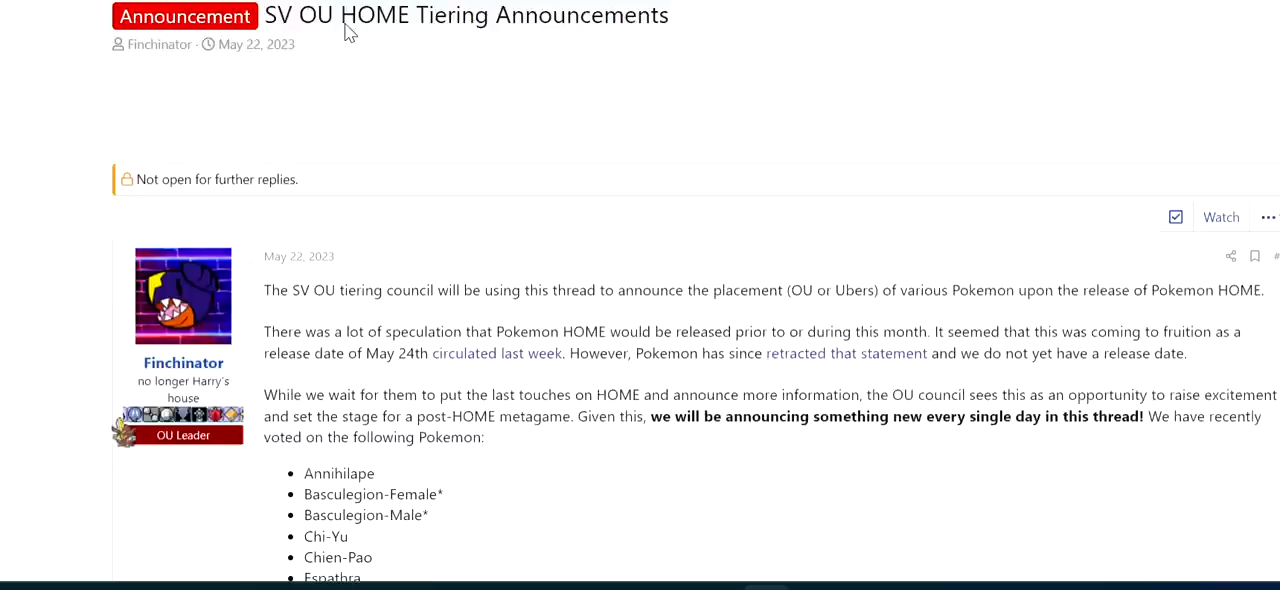 Announcement SV OU HOME Tiering Announcements
Finchinator · May 22, 2023
Not open for further replies.
Watch
May 22, 2023
The SV OU tiering council will be using this thread to announce the placement (OU or Ubers) of various Pokemon upon the release of Pokemon HOME.
There was a lot of speculation that Pokemon HOME would be released prior to or during this month. It seemed that this was coming to fruition as a
release date of May 24th circulated last week. However, Pokemon has since retracted that statement and we do not yet have a release date.
Finchinator
no longer Harry's
house
OU Leader
While we wait for them to put the last touches on HOME and announce more information, the OU council sees this as an opportunity to raise excitement
and set the stage for a post-HOME metagame. Given this, we will be announcing something new every single day in this thread! We have recently
voted on the following Pokemon:
• Annihilape
• Basculegion-Female*
• Basculegion-Male*
• Chi-Yu
• Chien-Pao
• Espathra